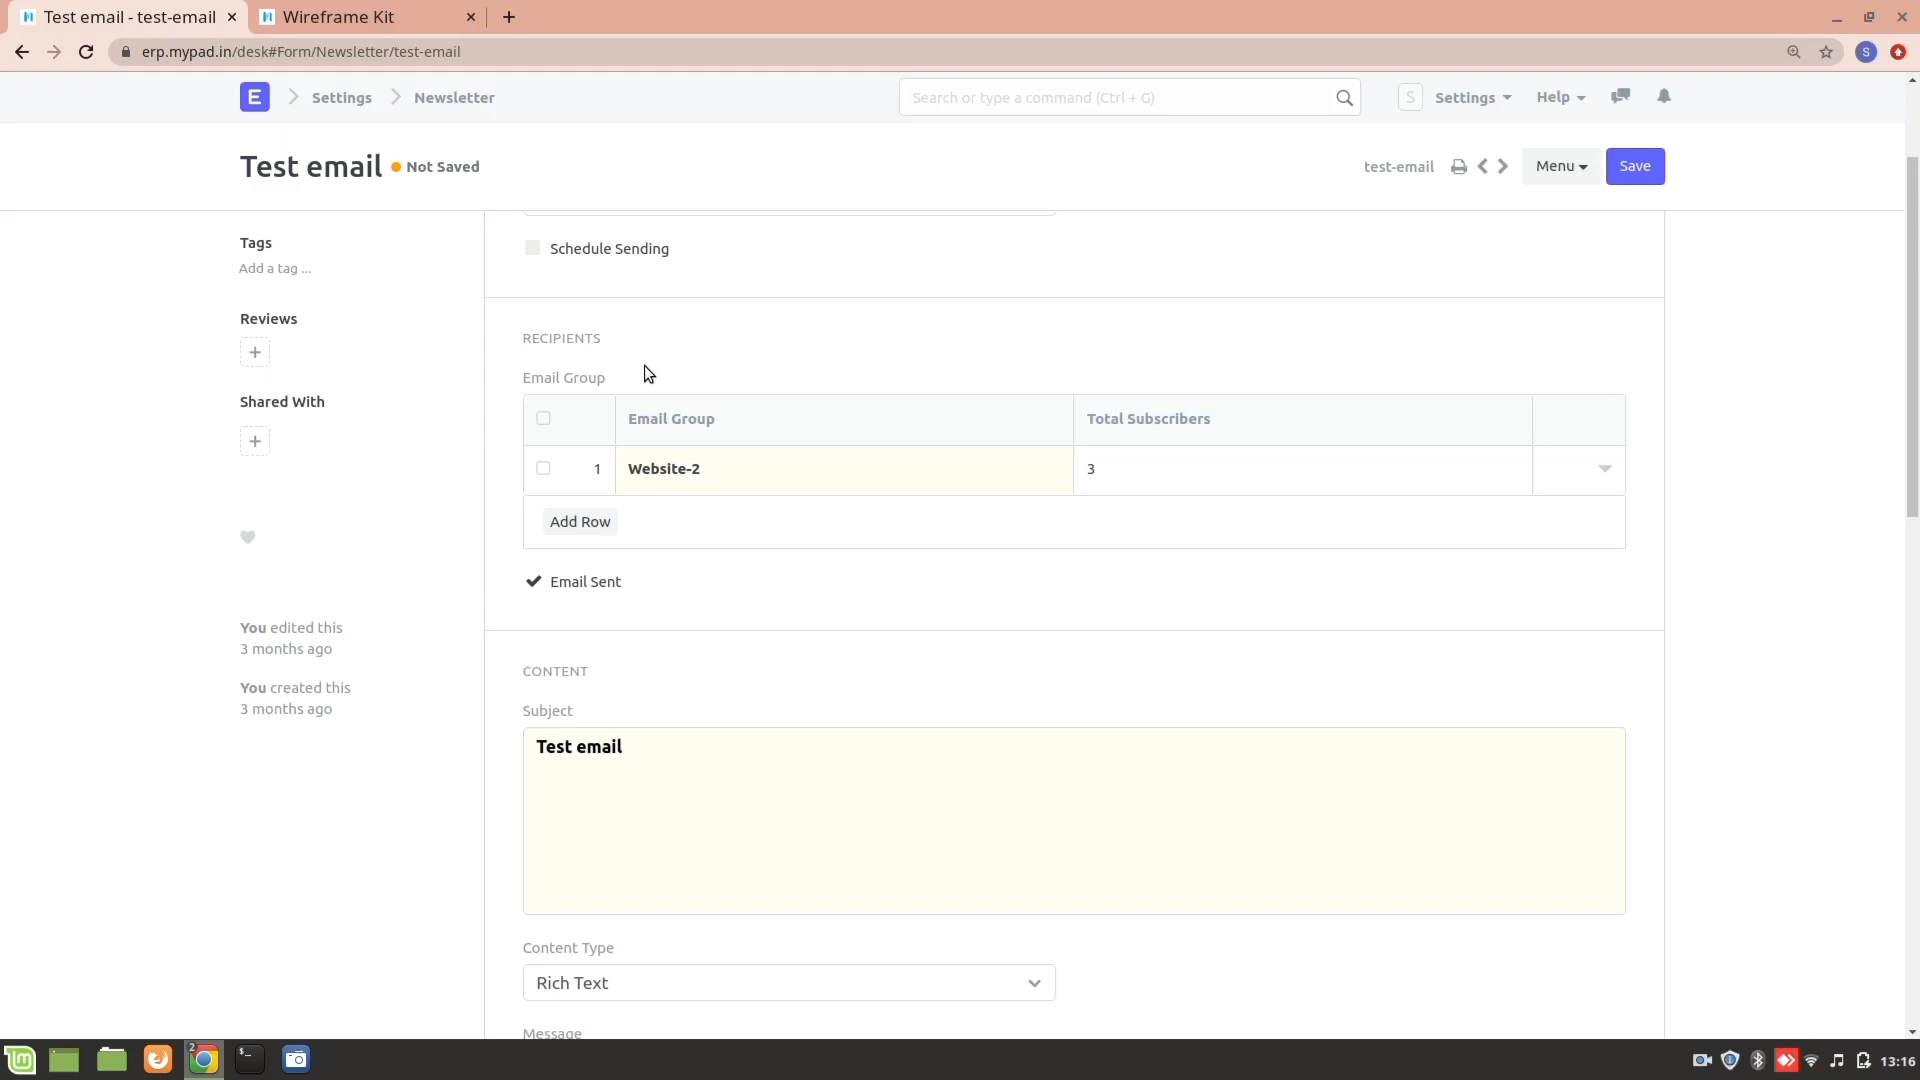 Test email - test-email
Wireframe Kit
erp.mypad.in/desk#Form/Newsletter/test-email
S
E
Settings
Newsletter
Search or type a command (Ctrl + G)
S
Settings
Help
Test email
Not Saved
test-email
Menu
Save
Tags
Add a tag ...
Reviews
Shared With
You edited this
3 months ago
You created this
3 months ago
Schedule Sending
RECIPIENTS
Email Group
Email Group
Total Subscribers
1
Website-2
3
Add Row
Email Sent
CONTENT
Subject
Test email
Content Type
Rich Text
Message
2
13:16